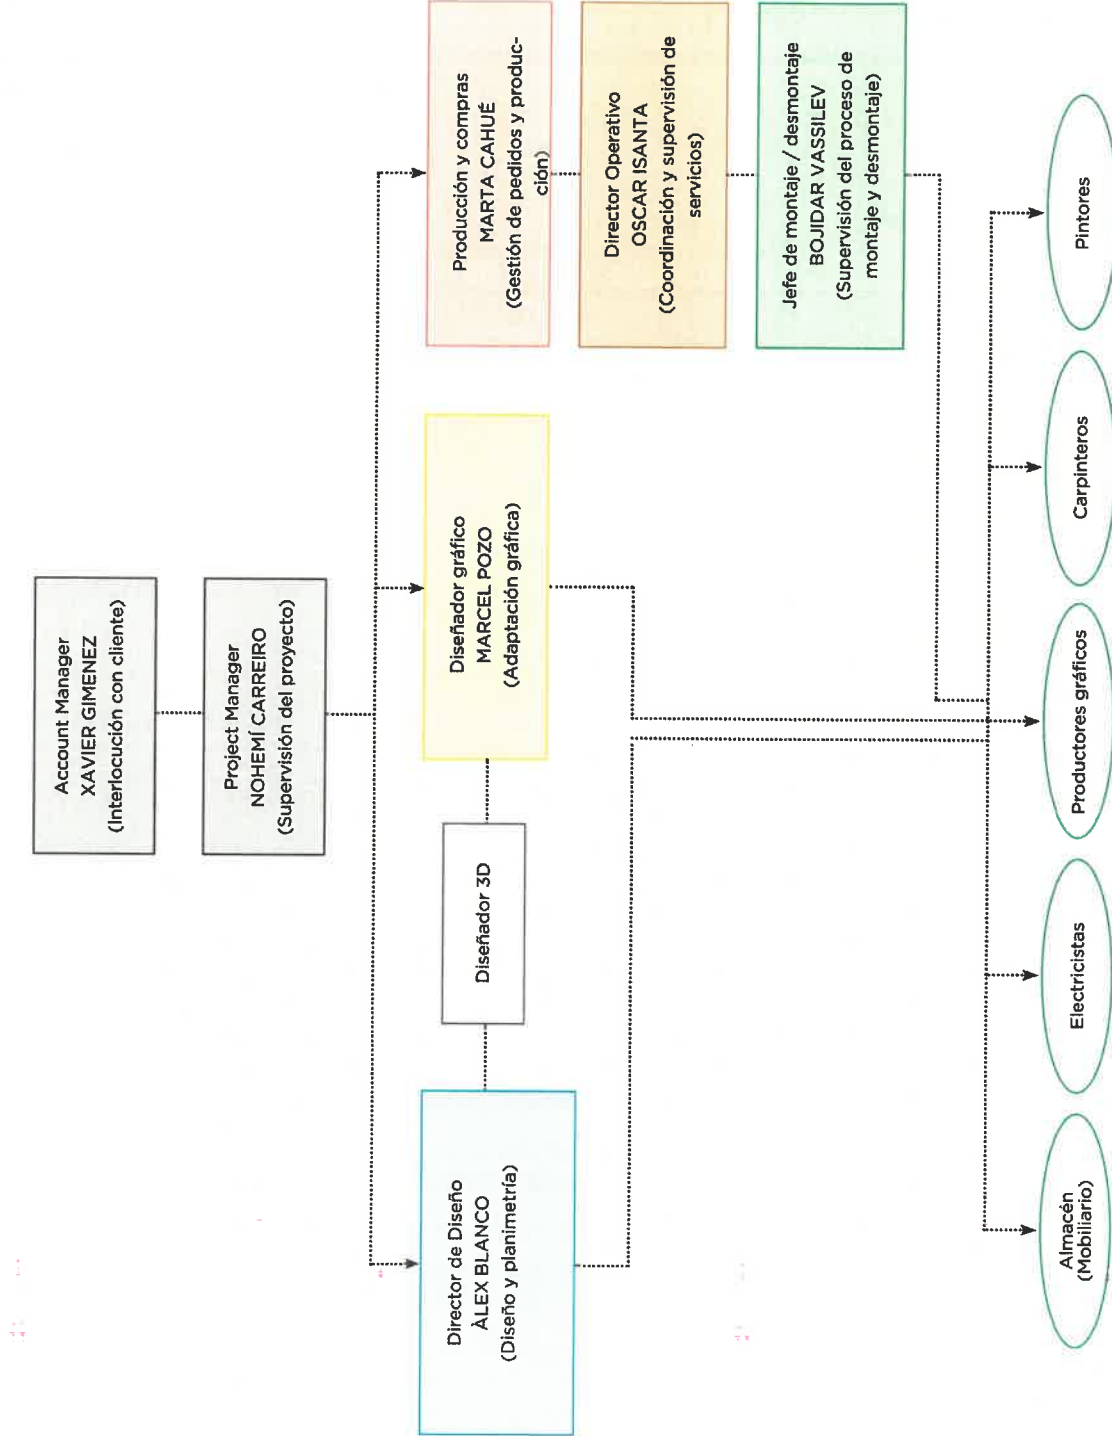 Account Manager
XAVIER GIMENEZ
(Interlocución con cliente)
Project Manager
NOHEMÍ CARREIRO
(Supervisión del proyecto)
Director de Diseño
ÀLEX BLANCO
(Diseño y planimetría)
Diseñador 3D
Diseñador gráfico
MARCEL POZO
(Adaptación gráfica)
Producción y compras
MARTA CAHUÉ
(Gestión de pedidos y produc-
ción)
Director Operativo
OSCAR ISANTA
(Coordinación y supervisión de
servicios)
Jefe de montaje / desmontaje
BOJIDAR VASSILEV
(Supervisión del proceso de
montaje y desmontaje)
Almacén
(Mobiliario)
Electricistas
Productores gráficos
Carpinteros
Pintores